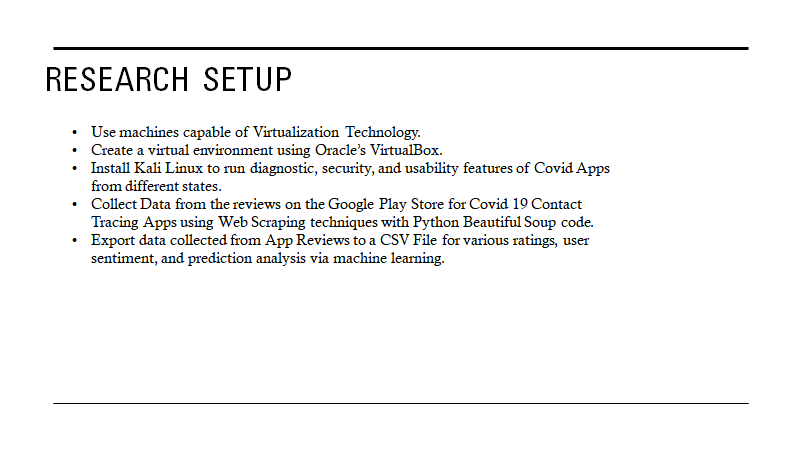 RESEARCH SETUP
• Use machines capable of Virtualization Technology.
• Create a virtual environment using Oracle’s VirtualBox.
• Install Kali Linux to run diagnostic, security, and usability features of Covid Apps
from different states.
• Collect Data from the reviews on the Google Play Store for Covid 19 Contact
Tracing Apps using Web Scraping techniques with Python Beautiful Soup code.
• Export data collected from App Reviews to a CSV File for various ratings, user
sentiment, and prediction analysis via machine learning.